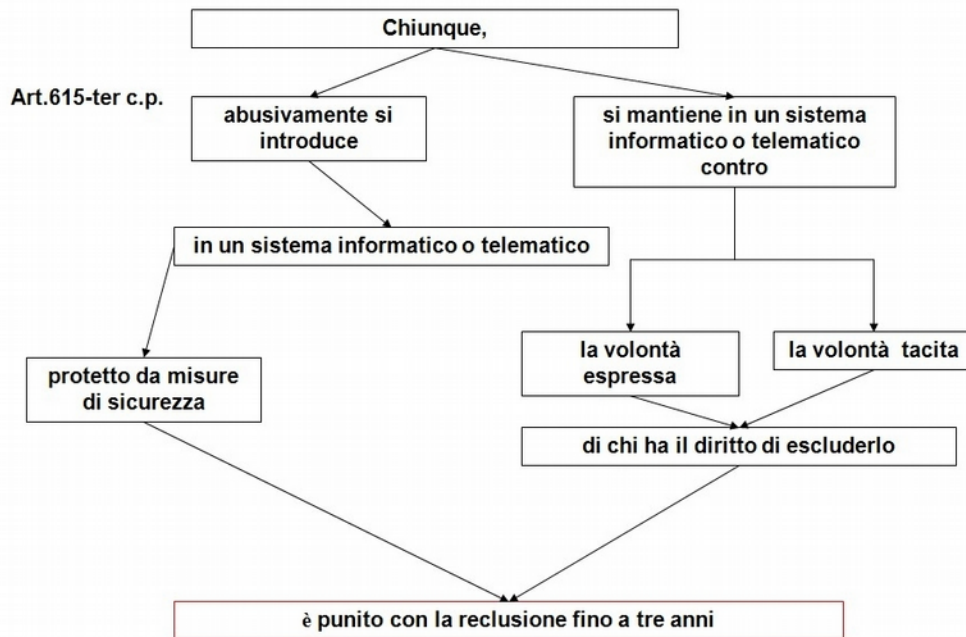 Chiunque,
Art.615-ter c.p.
abusivamente si
introduce
si mantiene in un sistema
informatico o telematico
contro
in un sistema informatico o telematico
la volontà
espressa
la volontà tacita
protetto da misure
di sicurezza
di chi ha il diritto di escluderlo
è punito con la reclusione fino a tre anni